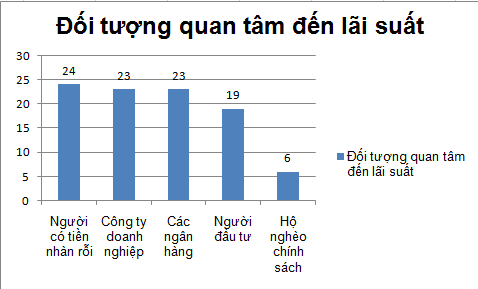 Đối tượng quan tâm đến lãi suất
30
25
20
15
10
5
0
24
23
23
19
6
Người có tiền nhàn rỗi
Công ty doanh nghiệp
Các ngân hàng
Người đầu tư
Hộ nghèo chính sách
Đối tượng quan tâm
đến lãi suất